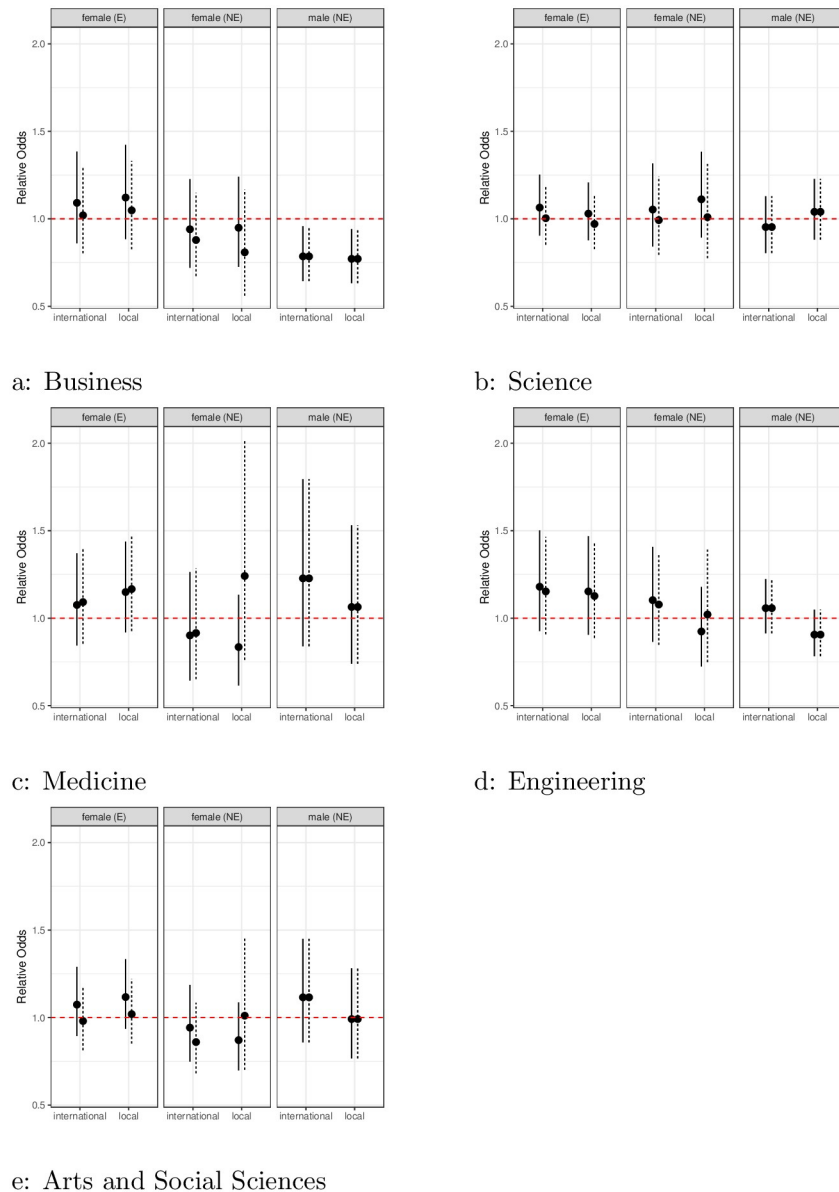 female (E) female (NE) male (NE)
2.0
1.5
1.0
0.5
Relative Odds
international local international local international local
a: Business
female (E) female (NE) male (NE)
2.0
1.5
1.0
0.5
Relative Odds
international local international local international local
b: Science
female (E) female (NE) male (NE)
2.0
1.5
1.0
0.5
Relative Odds
international local international local international local
c: Medicine
female (E) female (NE) male (NE)
2.0
1.5
1.0
0.5
Relative Odds
international local international local international local
d: Engineering
female (E) female (NE) male (NE)
2.0
1.5
1.0
0.5
Relative Odds
international local international local international local
e: Arts and Social Sciences